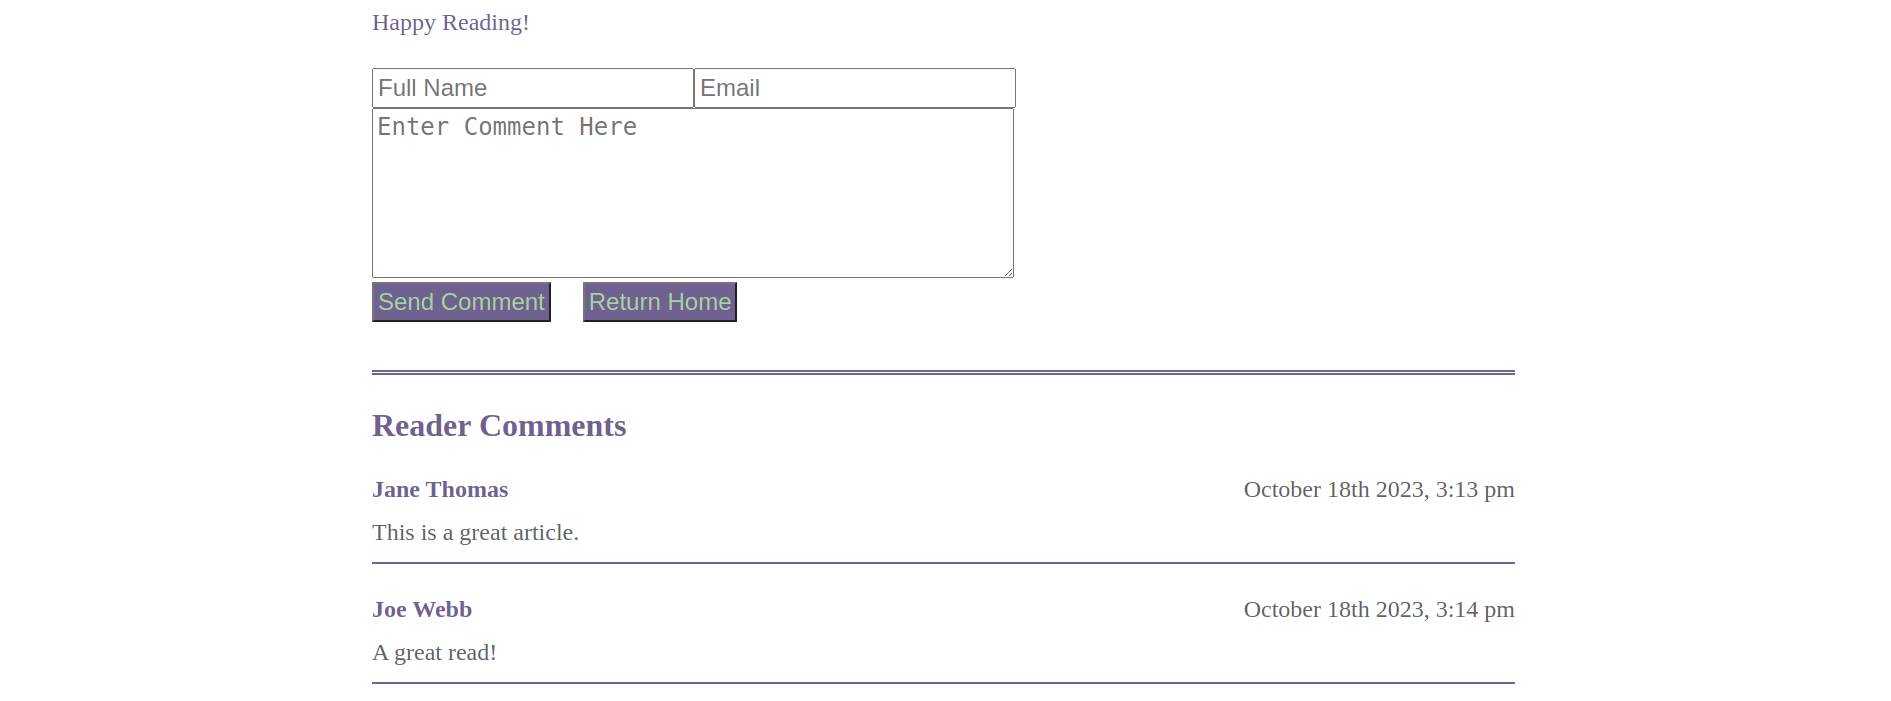 Happy Reading!
Full Name Email
Enter Comment Here
Send Comment Return Home
Reader Comments
Jane Thomas October 18th 2023, 3:13 pm
This is a great article.
Joe Webb October 18th 2023, 3:14 pm
A great read!